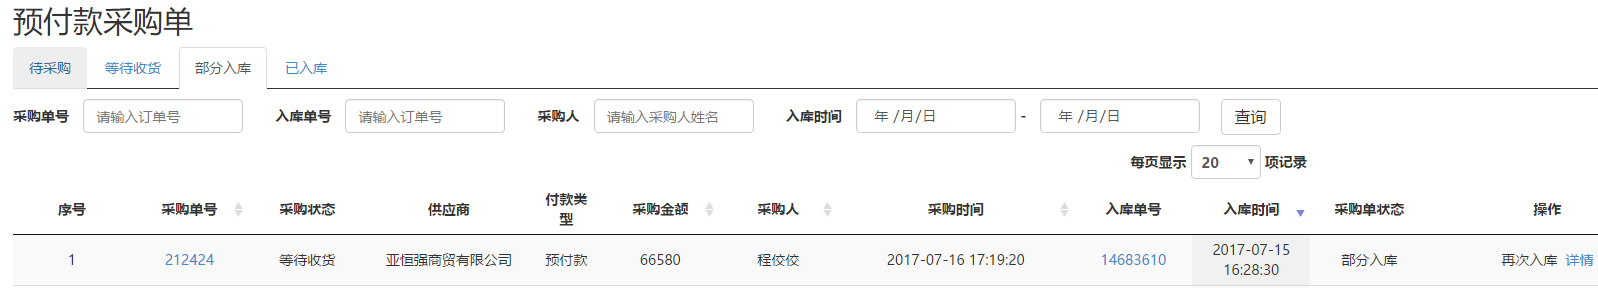 预付款采购单
待采购 等待收货 部分入库 已入库
采购单号 请输入订单号 入库单号 请输入订单号 采购人 请输入采购人姓名 入库时间 年 /月/日 - 年 /月/日 查询
每页显示 20 项记录
序号 采购单号 采购状态 供应商 付款类型 采购金额 采购人 采购时间 入库单号 入库时间 采购单状态 操作
1 212424 等待收货 亚恒强商贸有限公司 预付款 66580 程佼佼 2017-07-16 17:19:20 14683610 2017-07-15 16:28:30 部分入库 再次入库 详情